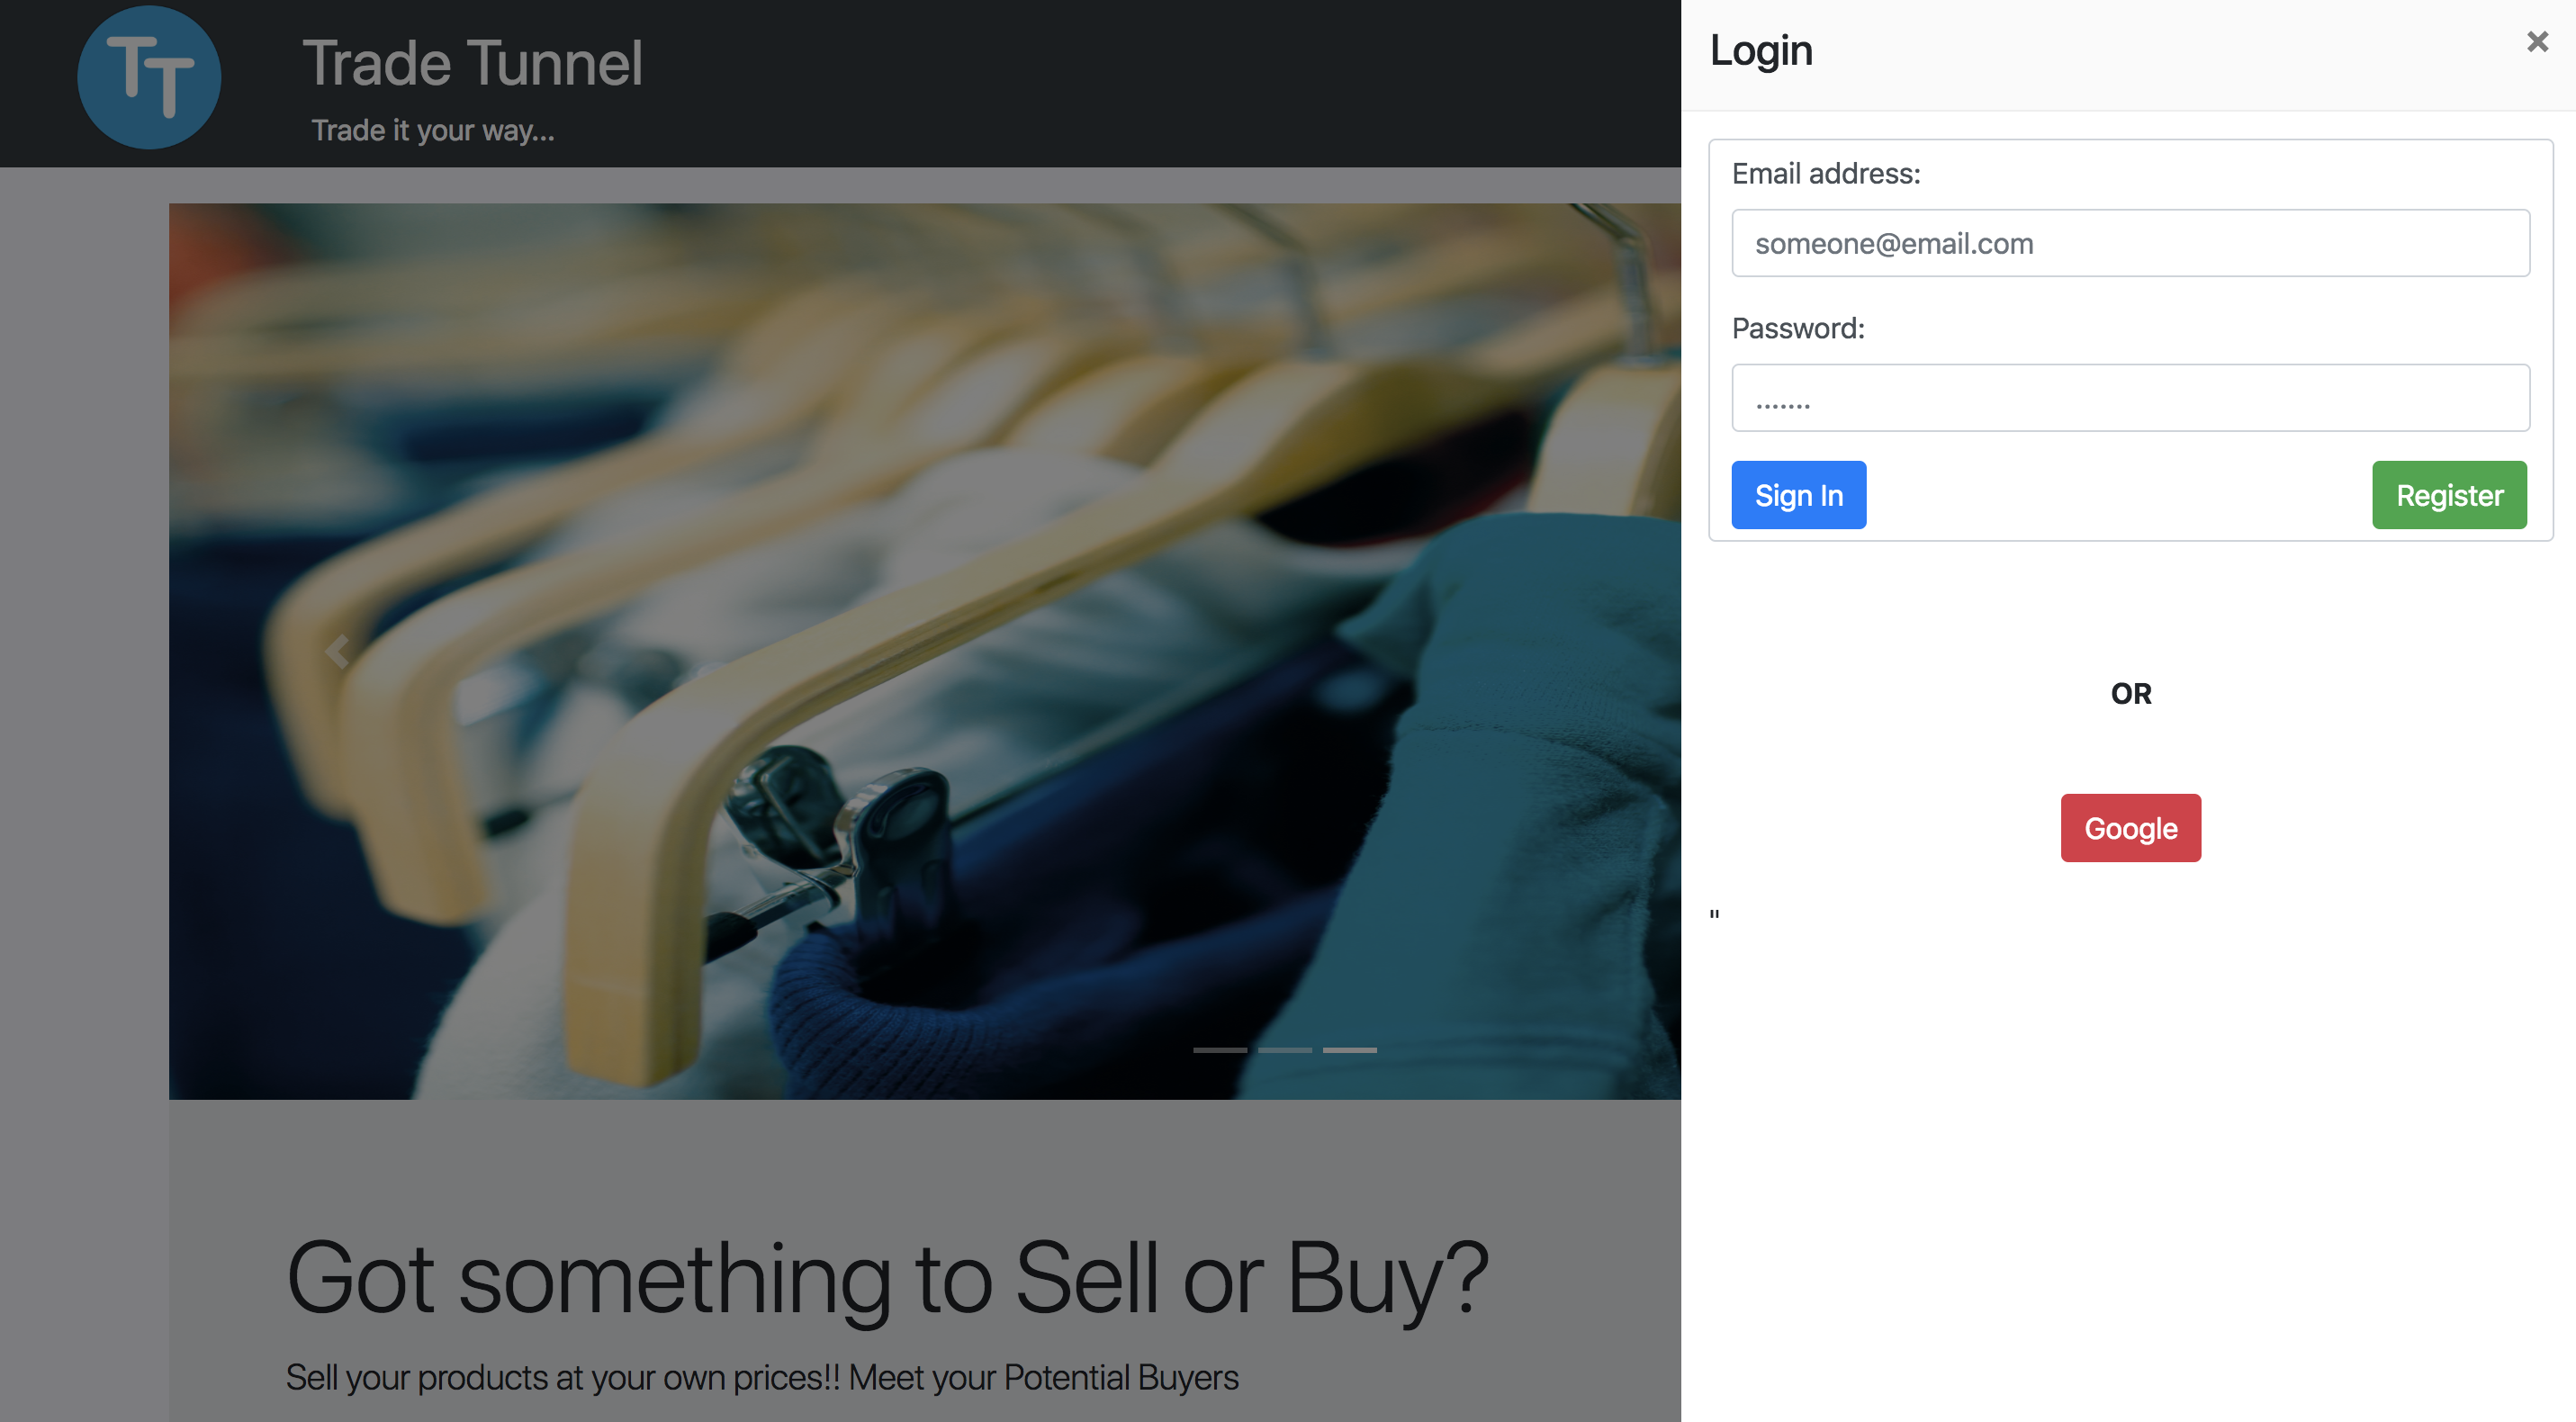 TT
Trade Tunnel
Trade it your way...
Login
×
Email address:
someone@email.com
Password:
.......
Sign In
Register
OR
Google
"
Got something to Sell or Buy?
Sell your products at your own prices!! Meet your Potential Buyers